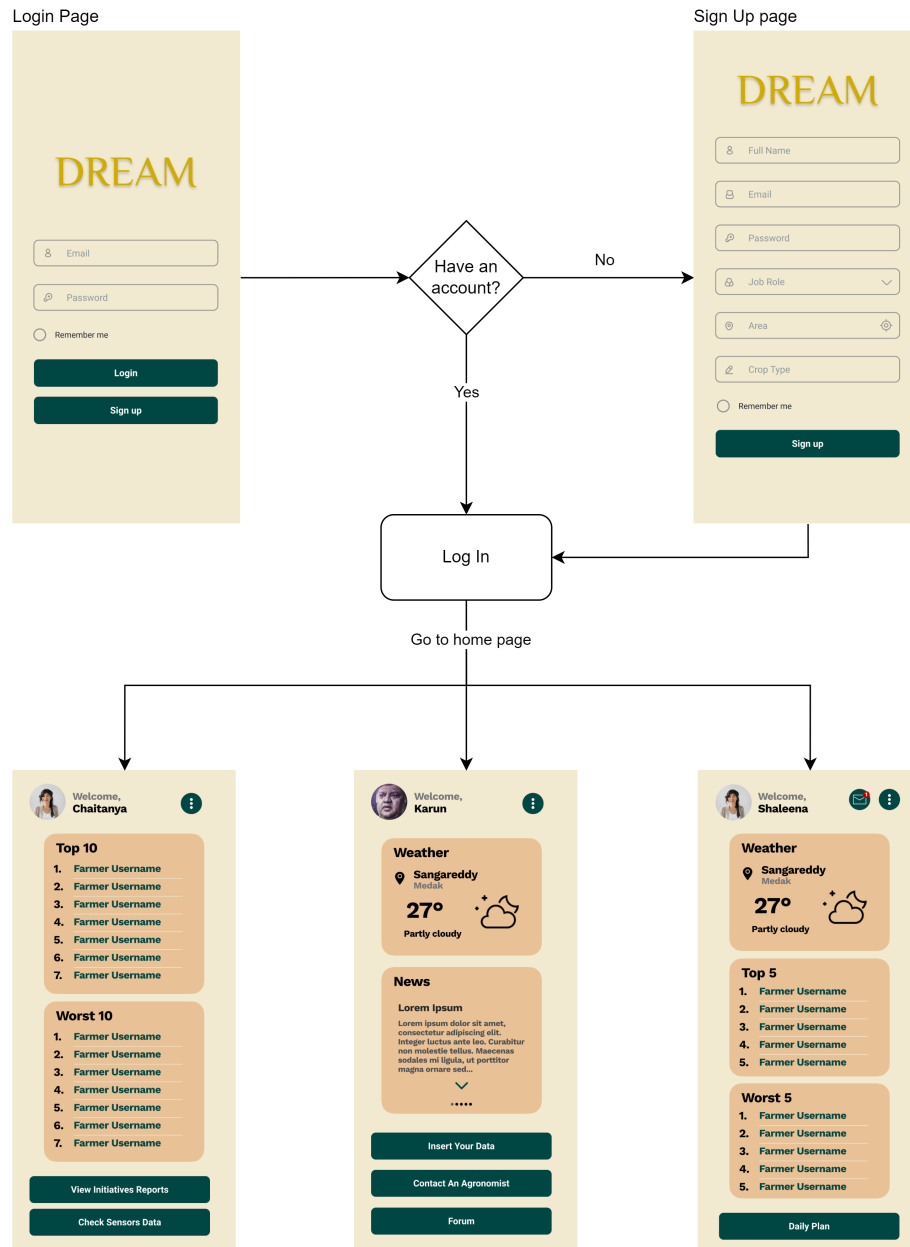 Login Page
Sign Up page
DREAM
Email
Password
Remember me
Login
Sign up
Have an
account?
No
Yes
DREAM
Full Name
Email
Password
Job Role
Area
Crop Type
Remember me
Sign up
Log In
Go to home page
Welcome,
Chaitanya
Top 10
1. Farmer Username
2. Farmer Username
3. Farmer Username
4. Farmer Username
5. Farmer Username
6. Farmer Username
7. Farmer Username
Worst 10
1. Farmer Username
2. Farmer Username
3. Farmer Username
4. Farmer Username
5. Farmer Username
6. Farmer Username
7. Farmer Username
View Initiatives Reports
Check Sensors Data
Welcome,
Karun
Weather
Sangareddy
Medak
27°
Partly cloudy
News
Lorem Ipsum
Lorem ipsum dolor sit amet,
consectetur adipiscing elit.
Integer luctus ante leo. Curabitur
non molestie tellus. Maecenas
sodales mi ligula, ut porttitor
magna ornare sed...
Insert Your Data
Contact An Agronomist
Forum
Welcome,
Shaleena
Weather
Sangareddy
Medak
27°
Partly cloudy
Top 5
1. Farmer Username
2. Farmer Username
3. Farmer Username
4. Farmer Username
5. Farmer Username
Worst 5
1. Farmer Username
2. Farmer Username
3. Farmer Username
4. Farmer Username
5. Farmer Username
Daily Plan